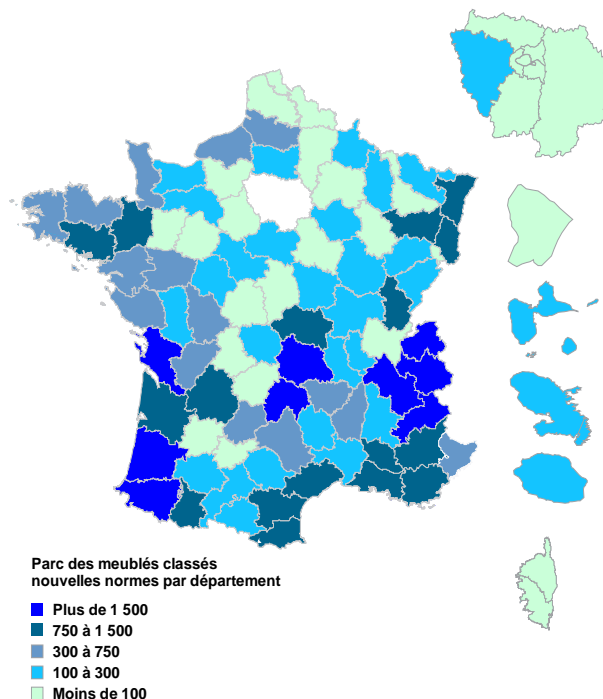 Parc des meublés classés
nouvelles normes par département
Plus de 1 500
750 à 1 500
300 à 750
100 à 300
Moins de 100